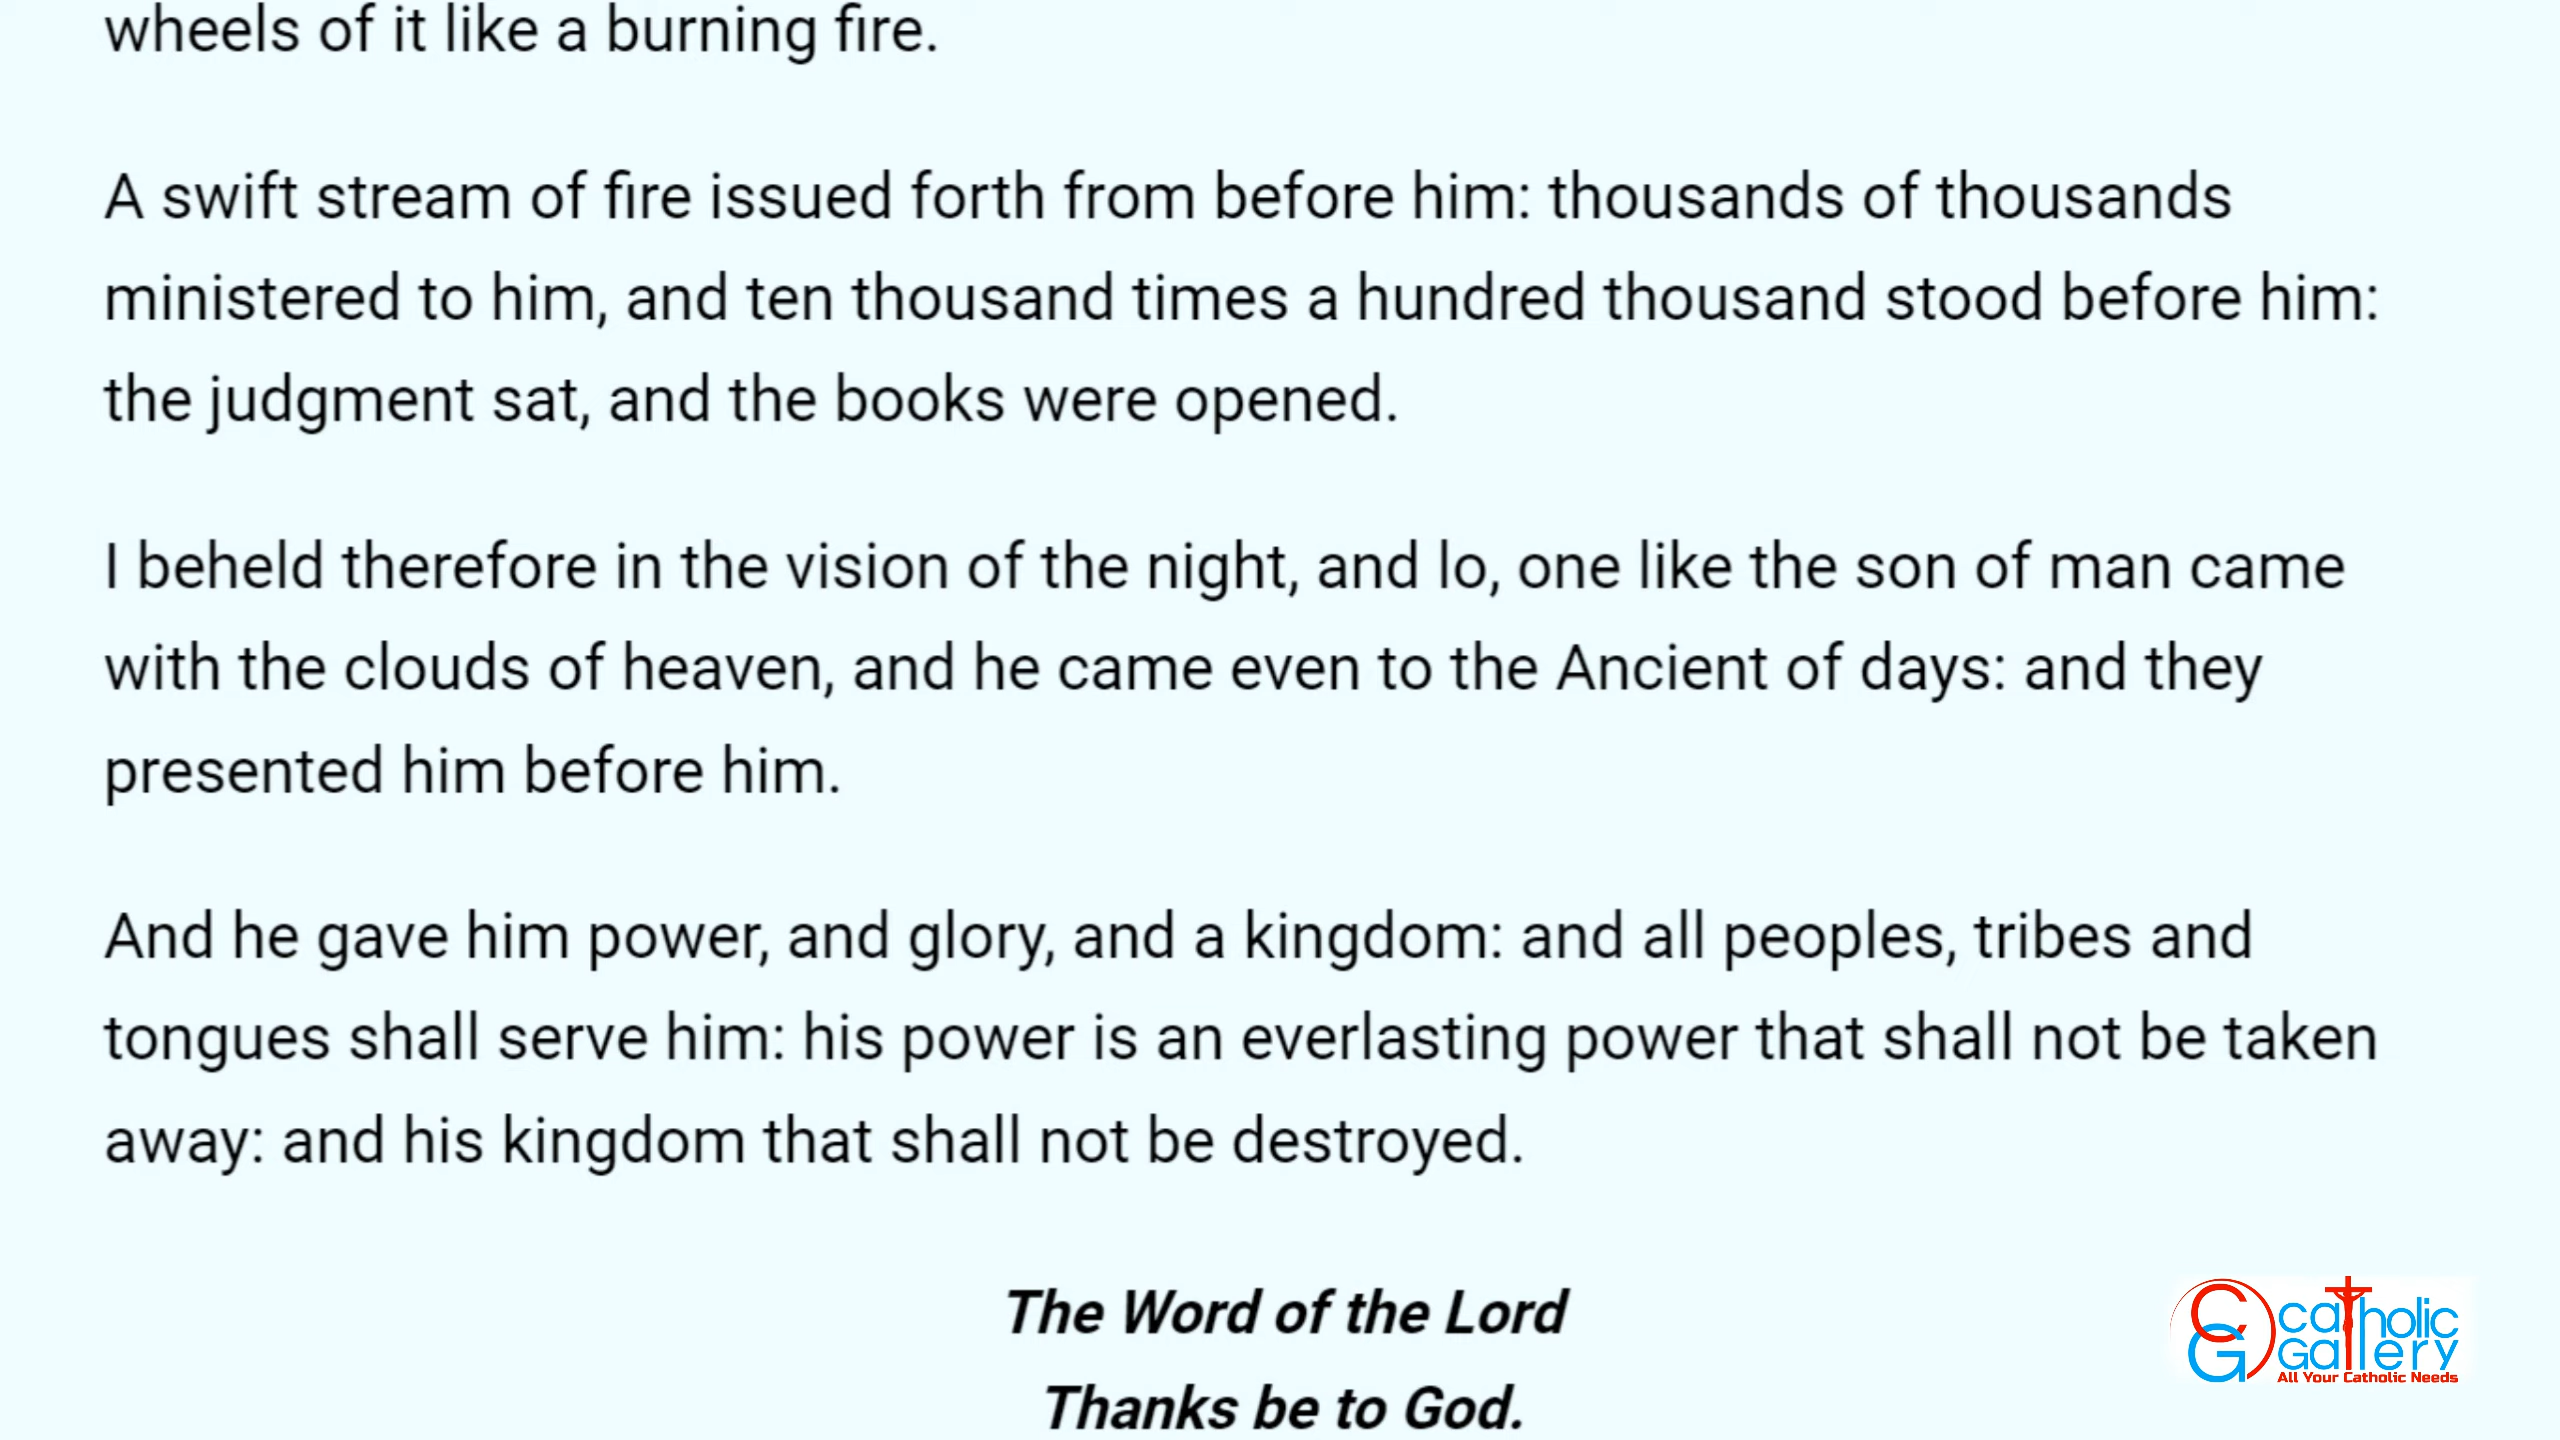 wheels of it like a burning fire.
A swift stream of fire issued forth from before him: thousands of thousands
ministered to him, and ten thousand times a hundred thousand stood before him:
the judgment sat, and the books were opened.
I beheld therefore in the vision of the night, and lo, one like the son of man came
with the clouds of heaven, and he came even to the Ancient of days: and they
presented him before him.
And he gave him power, and glory, and a kingdom: and all peoples, tribes and
tongues shall serve him: his power is an everlasting power that shall not be taken
away: and his kingdom that shall not be destroyed.
The Word of the Lord
Thanks be to God.
CG
catholic
Gallery
All Your Catholic Needs